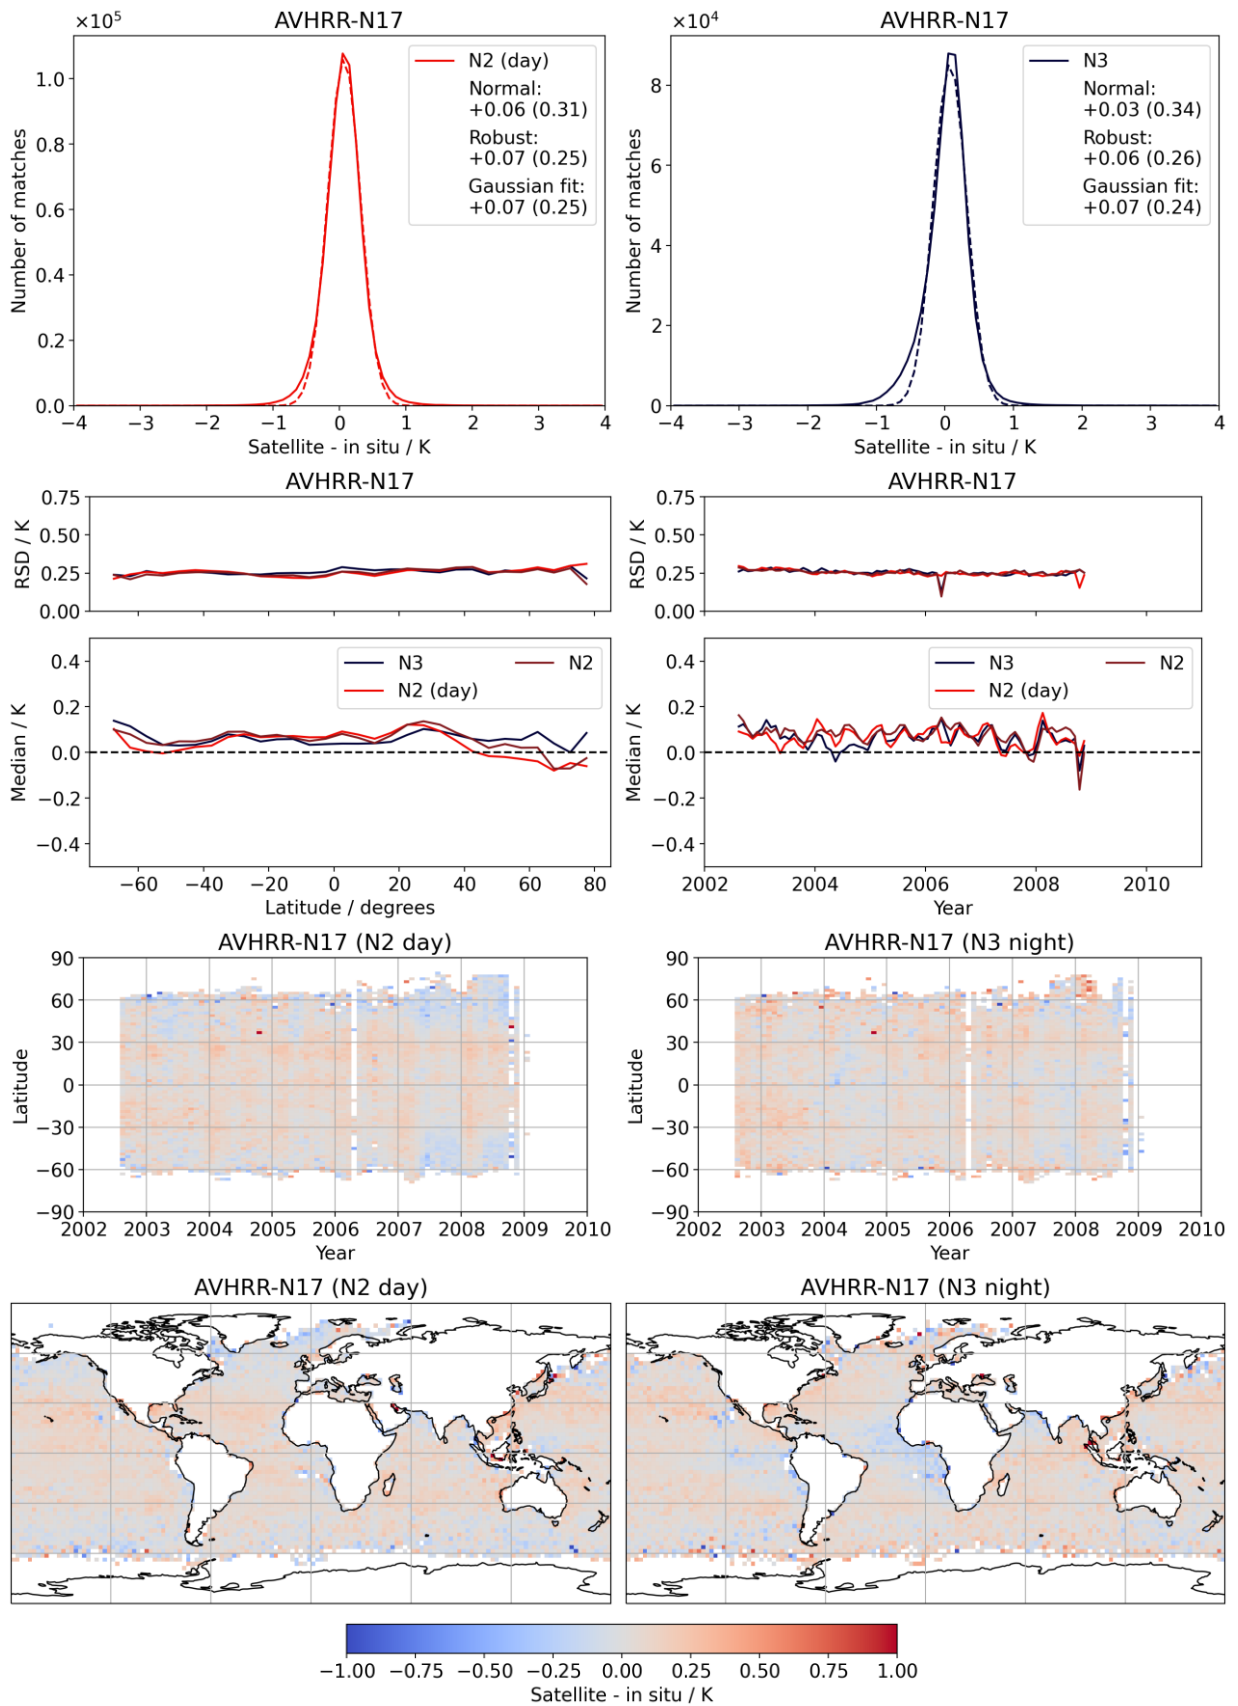 ×10⁵
AVHRR-N17
Number of matches
1.0
0.8
0.6
0.4
0.2
0.0
N2 (day)
Normal:
+0.06 (0.31)
Robust:
+0.07 (0.25)
Gaussian fit:
+0.07 (0.25)
−4 −3 −2 −1 0 1 2 3 4
Satellite - in situ / K
×10⁴
AVHRR-N17
Number of matches
8
6
4
2
0
N3
Normal:
+0.03 (0.34)
Robust:
+0.06 (0.26)
Gaussian fit:
+0.07 (0.24)
−4 −3 −2 −1 0 1 2 3 4
Satellite - in situ / K
AVHRR-N17
RSD / K
0.75
0.50
0.25
0.00
Median / K
0.4
0.2
0.0
−0.2
−0.4
N3 N2
N2 (day)
−60 −40 −20 0 20 40 60 80
Latitude / degrees
AVHRR-N17
RSD / K
0.75
0.50
0.25
0.00
Median / K
0.4
0.2
0.0
−0.2
−0.4
N3 N2
N2 (day)
2002 2004 2006 2008 2010
Year
AVHRR-N17 (N2 day)
Latitude
90
60
30
0
−30
−60
−90
2002 2003 2004 2005 2006 2007 2008 2009 2010
Year
AVHRR-N17 (N3 night)
Latitude
90
60
30
0
−30
−60
−90
2002 2003 2004 2005 2006 2007 2008 2009 2010
Year
AVHRR-N17 (N2 day)
AVHRR-N17 (N3 night)
−1.00 −0.75 −0.50 −0.25 0.00 0.25 0.50 0.75 1.00
Satellite - in situ / K